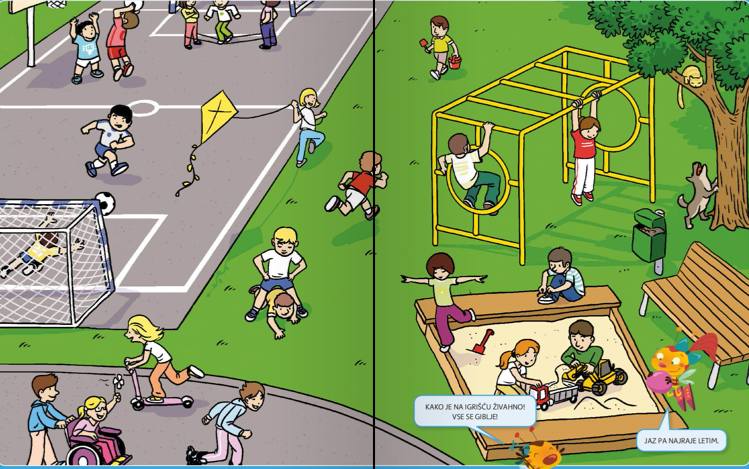 KAKO JE NA IGRIŠČU ŽIVAHNO!
VSE SE GIBLJE!
JAZ PA NAJRAJE LETIM.